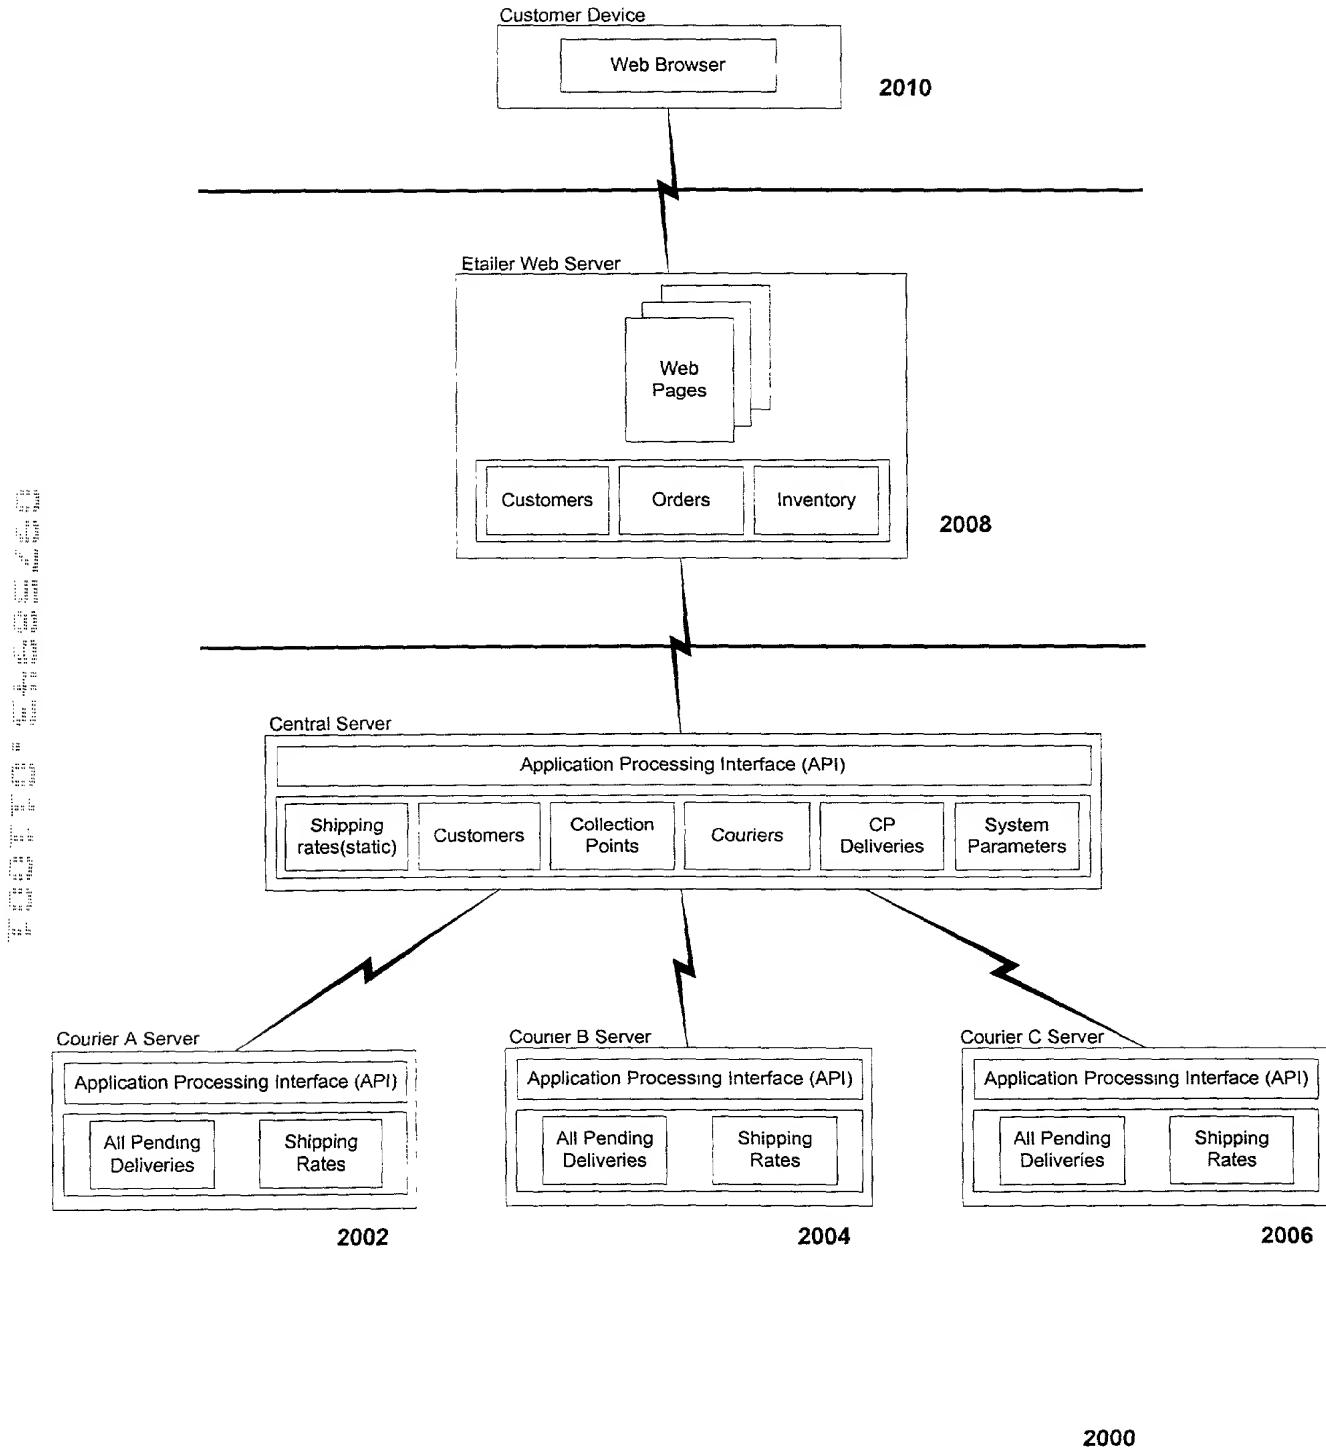 Customer Device
Web Browser
2010
Etailer Web Server
Web
Pages
Customers
Orders
Inventory
2008
Central Server
Application Processing Interface (API)
Shipping
rates(static)
Customers
Collection
Points
Couriers
CP
Deliveries
System
Parameters
Courier A Server
Application Processing Interface (API)
All Pending
Deliveries
Shipping
Rates
2002
Courier B Server
Application Processing Interface (API)
All Pending
Deliveries
Shipping
Rates
2004
Courier C Server
Application Processing Interface (API)
All Pending
Deliveries
Shipping
Rates
2006
2000